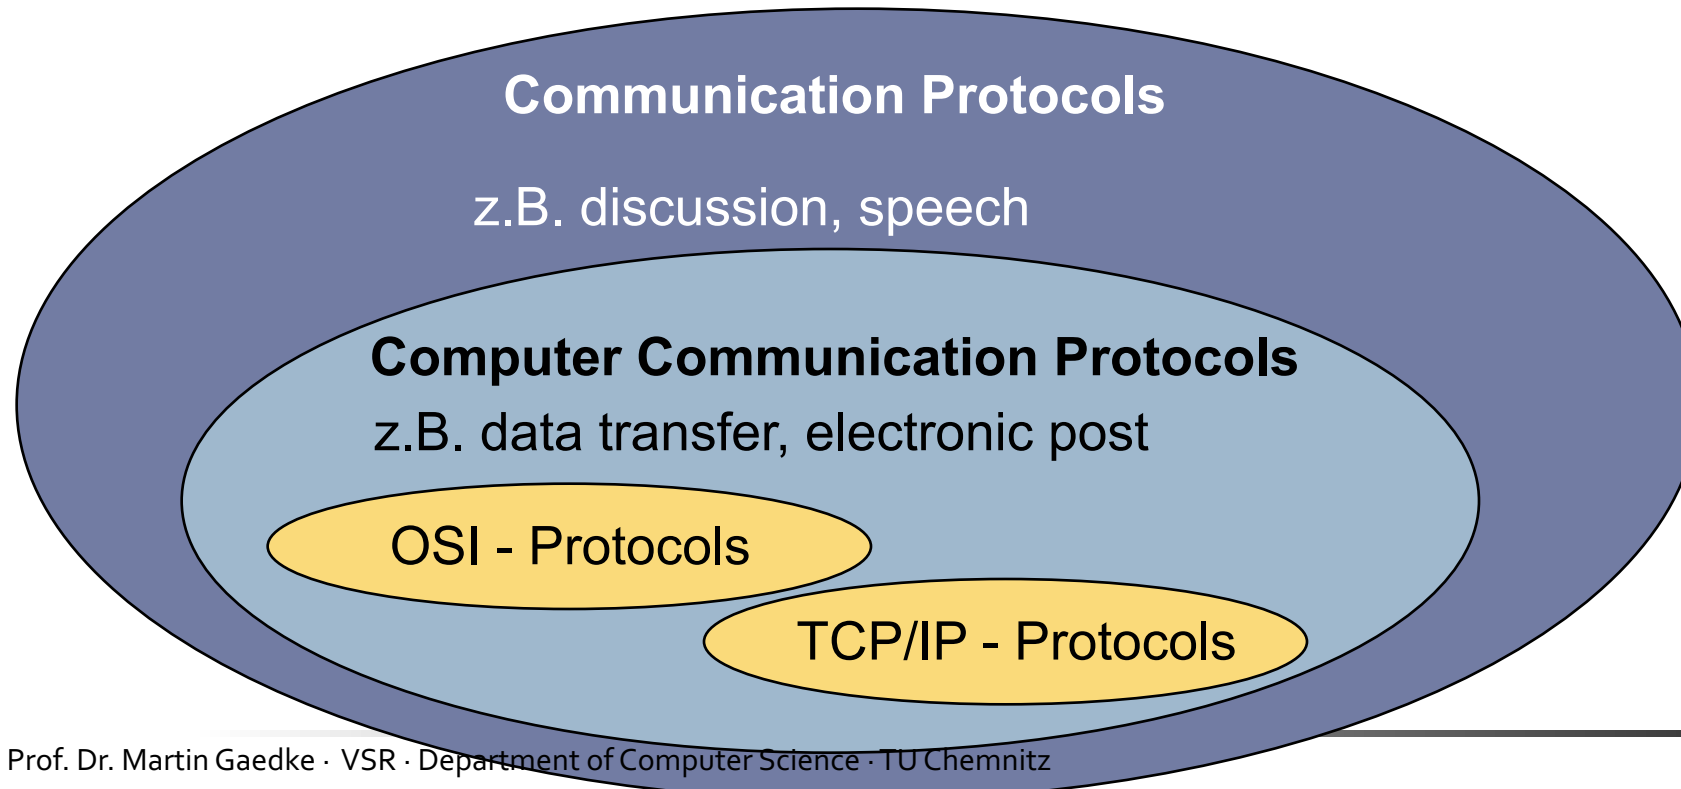 Communication Protocols
z.B. discussion, speech
Computer Communication Protocols
z.B. data transfer, electronic post
OSI - Protocols
TCP/IP - Protocols
Prof. Dr. Martin Gaedke · VSR · Department of Computer Science · TU Chemnitz